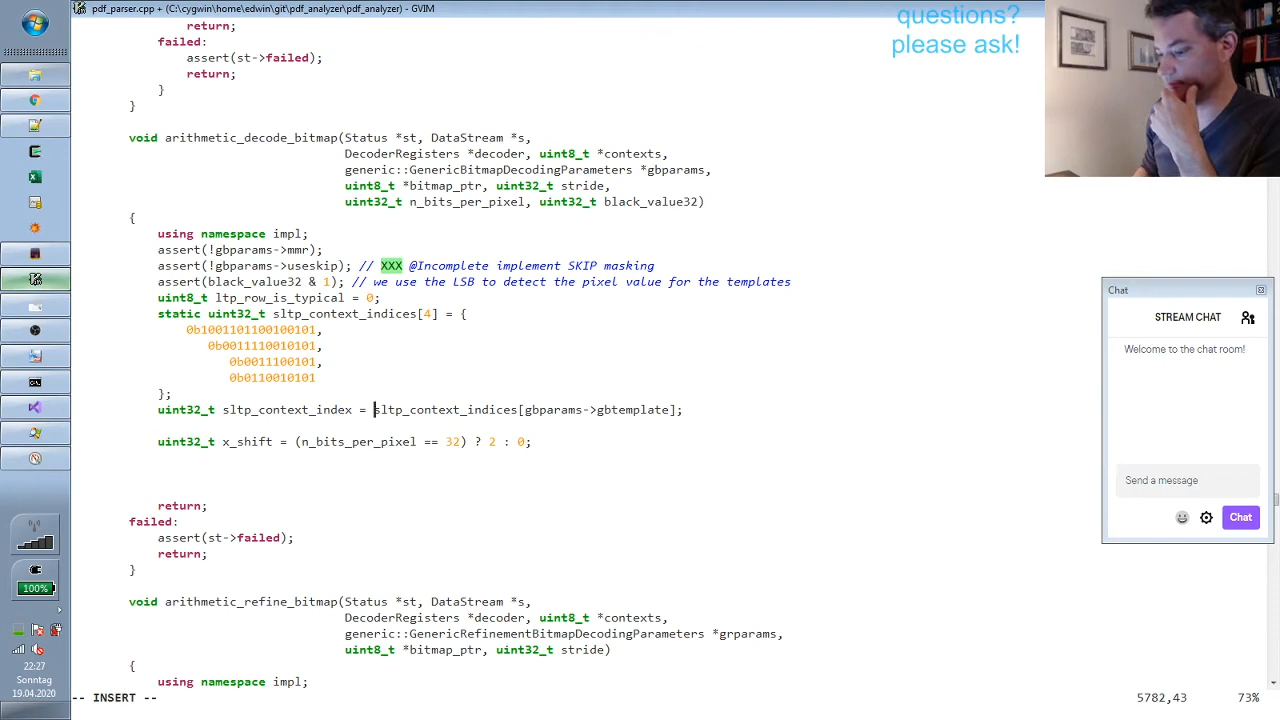 pdf_parser.cpp + (C:\cygwin\home\edwin\git\pdf_analyzer\pdf_analyzer) - GVIM
questions?
please ask!
return;
failed:
assert(st->failed);
return;
}
}
void arithmetic_decode_bitmap(Status *st, DataStream *s,
DecoderRegisters *decoder, uint8_t *contexts,
generic::GenericBitmapDecodingParameters *gbparams,
uint8_t *bitmap_ptr, uint32_t stride,
uint32_t n_bits_per_pixel, uint32_t black_value32)
{
using namespace impl;
assert(!gbparams->mmr);
assert(!gbparams->useskip); // XXX @Incomplete implement SKIP masking
assert(black_value32 & 1); // we use the LSB to detect the pixel value for the templates
uint8_t ltp_row_is_typical = 0;
static uint32_t sltp_context_indices[4] = {
0b1001101100100101,
0b0011110010101,
0b0011100101,
0b0110010101
};
uint32_t sltp_context_index = sltp_context_indices[gbparams->gbtemplate];
uint32_t x_shift = (n_bits_per_pixel == 32) ? 2 : 0;
return;
failed:
assert(st->failed);
return;
}
void arithmetic_refine_bitmap(Status *st, DataStream *s,
DecoderRegisters *decoder, uint8_t *contexts,
generic::GenericRefinementBitmapDecodingParameters *grparams,
uint8_t *bitmap_ptr, uint32_t stride)
{
using namespace impl;
-- INSERT --
5782,43
73%
Chat
STREAM CHAT
Welcome to the chat room!
Send a message
Chat
100%
22:27
Sonntag
19.04.2020